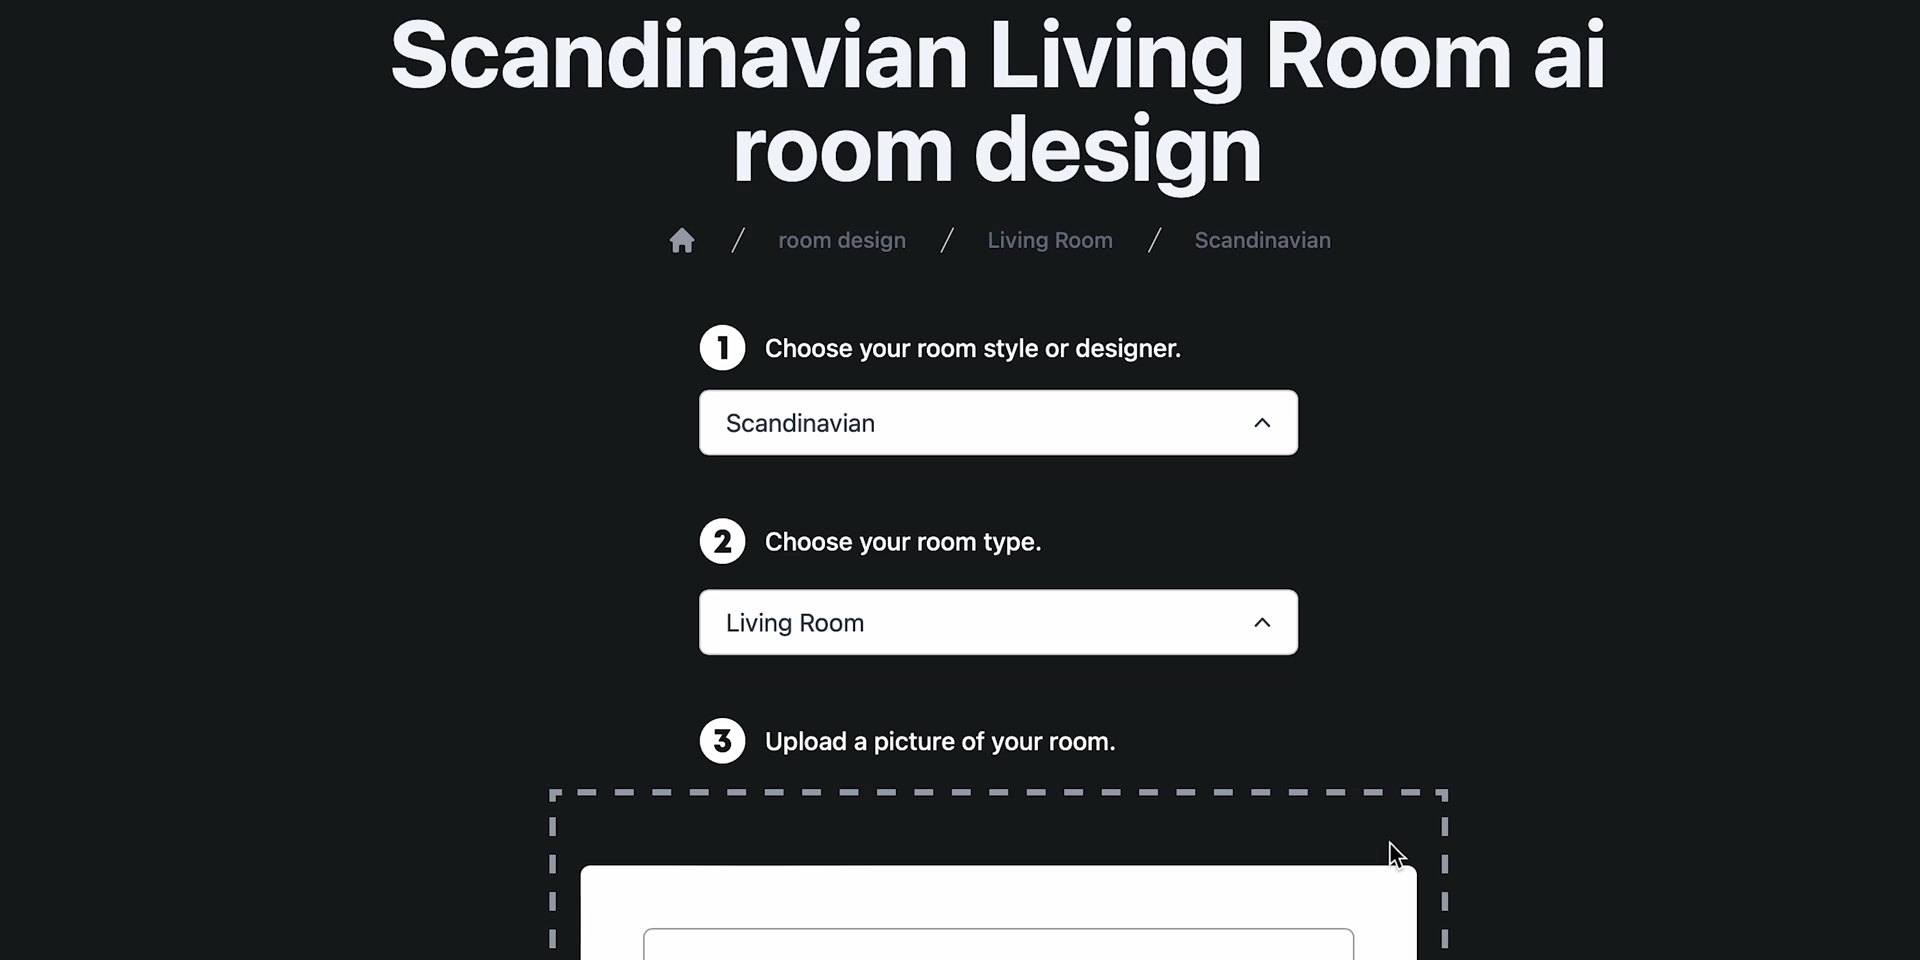 Scandinavian Living Room ai
room design
/ room design / Living Room / Scandinavian
1 Choose your room style or designer.
Scandinavian
2 Choose your room type.
Living Room
3 Upload a picture of your room.